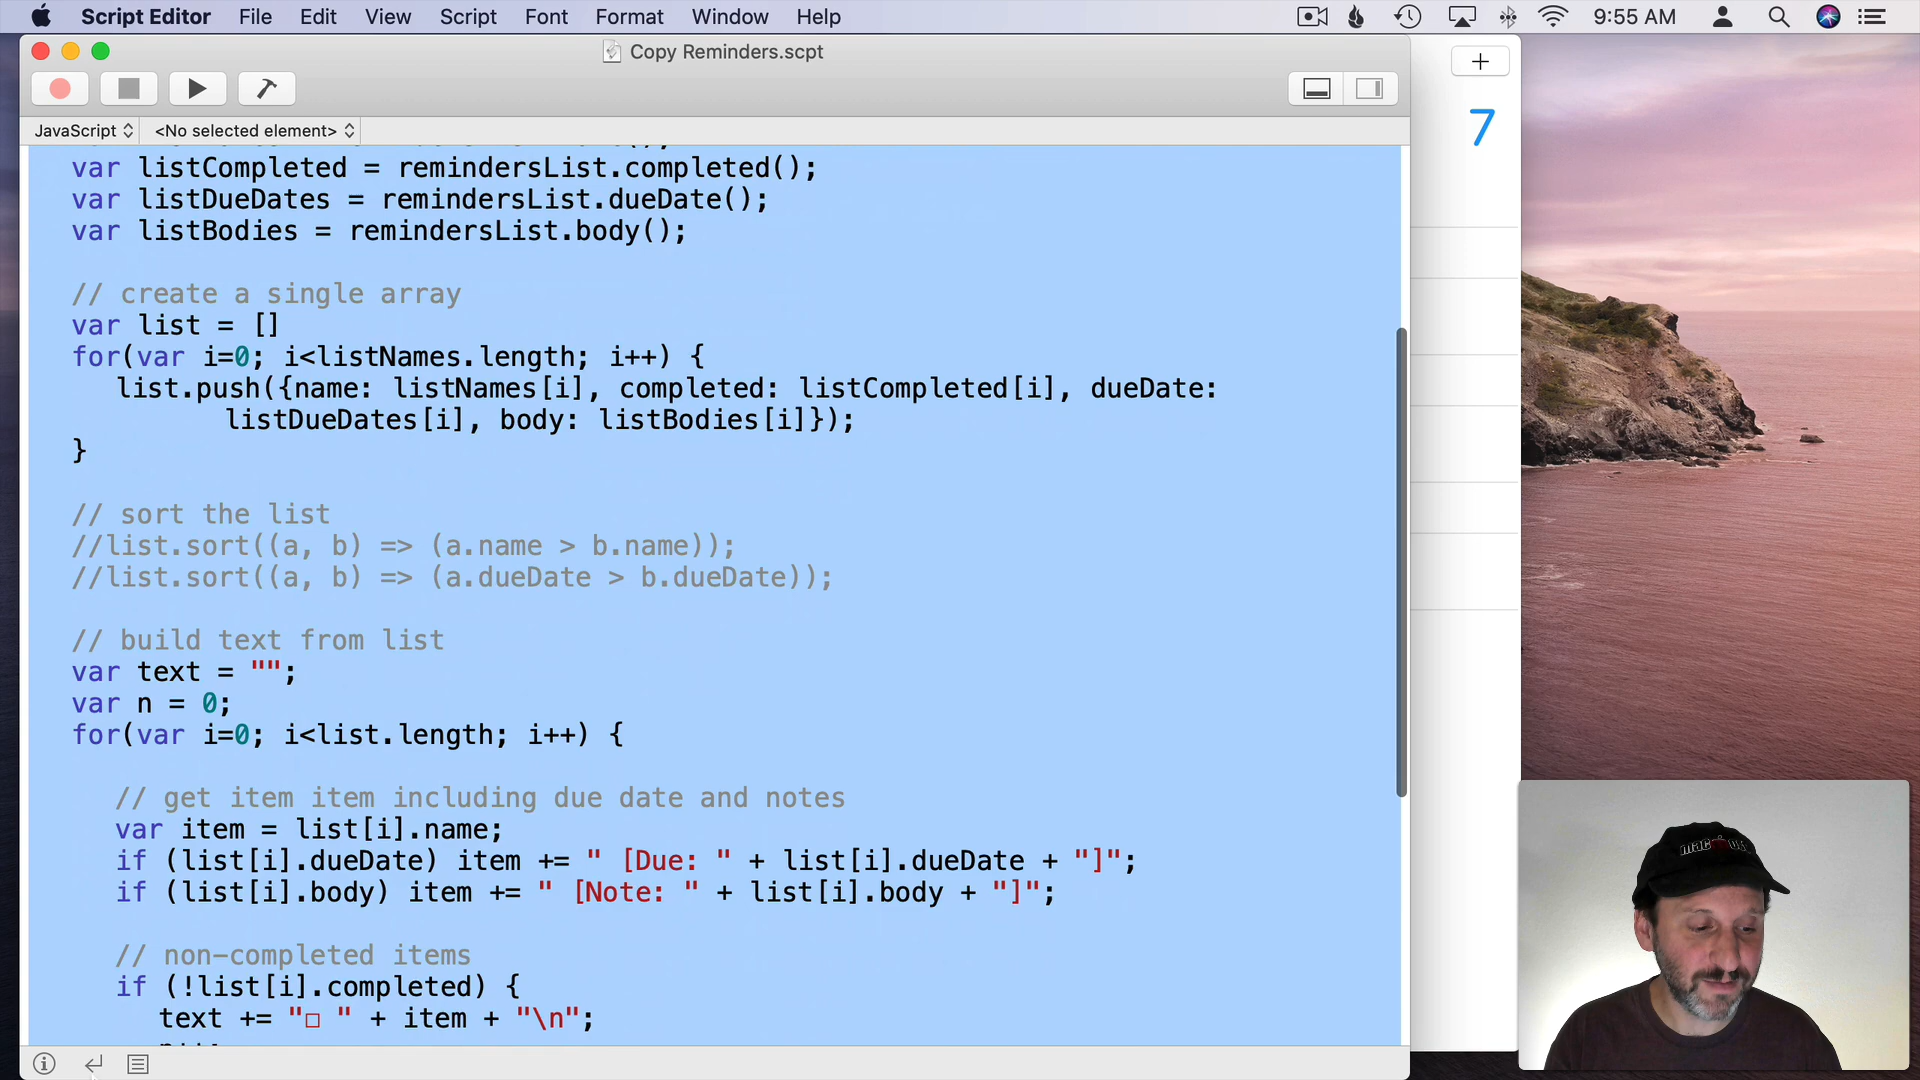 Script Editor File Edit View Script Font Format Window Help 9:55 AM
Copy Reminders.scpt
7
JavaScript <No selected element>
var listCompleted = remindersList.completed();
var listDueDates = remindersList.dueDate();
var listBodies = remindersList.body();
// create a single array
var list = []
for(var i=0; i<listNames.length; i++) {
list.push({name: listNames[i], completed: listCompleted[i], dueDate:
listDueDates[i], body: listBodies[i]});
}
// sort the list
//list.sort((a, b) => (a.name > b.name));
//list.sort((a, b) => (a.dueDate > b.dueDate));
// build text from list
var text = "";
var n = 0;
for(var i=0; i<list.length; i++) {
// get item item including due date and notes
var item = list[i].name;
if (list[i].dueDate) item += " [Due: " + list[i].dueDate + "]";
if (list[i].body) item += " [Note: " + list[i].body + "]";
// non-completed items
if (!list[i].completed) {
text += "□ " + item + "\n";